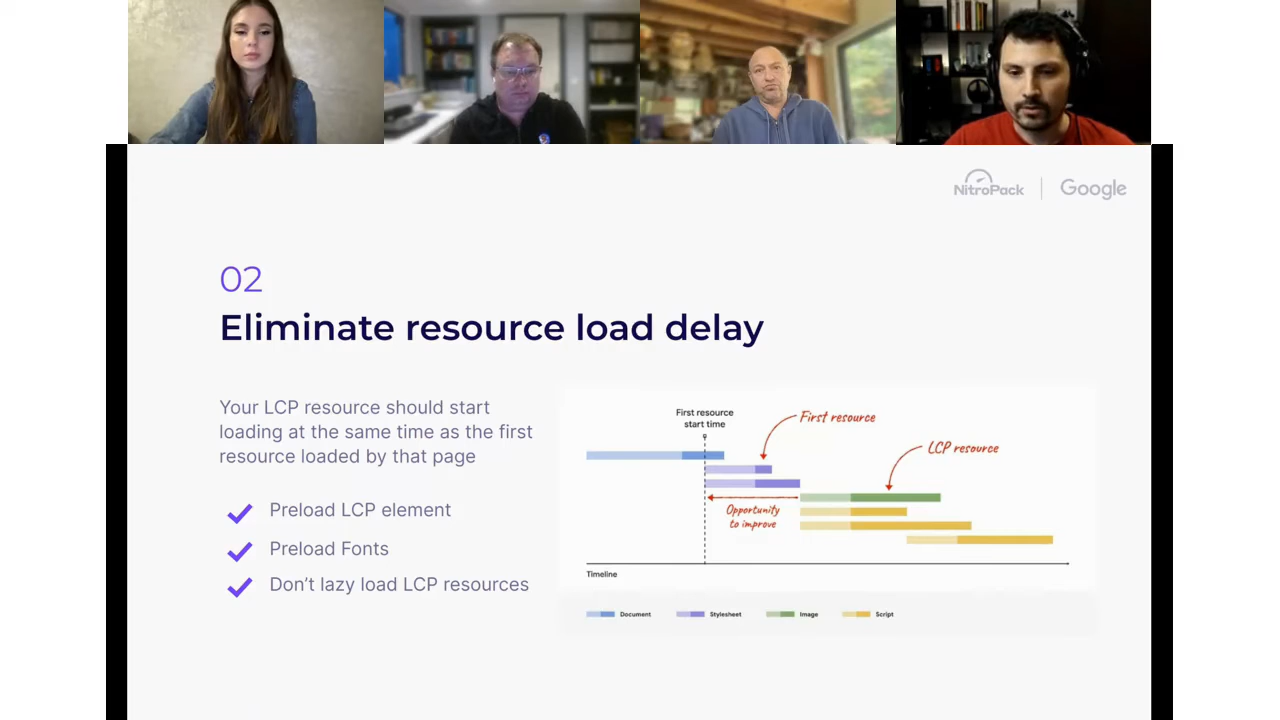 NitroPack | Google
02
Eliminate resource load delay
Your LCP resource should start
loading at the same time as the first
resource loaded by that page
Preload LCP element
Preload Fonts
Don’t lazy load LCP resources
First resource
start time
First resource
LCP resource
Opportunity
to improve
Timeline
Document
Stylesheet
Image
Script